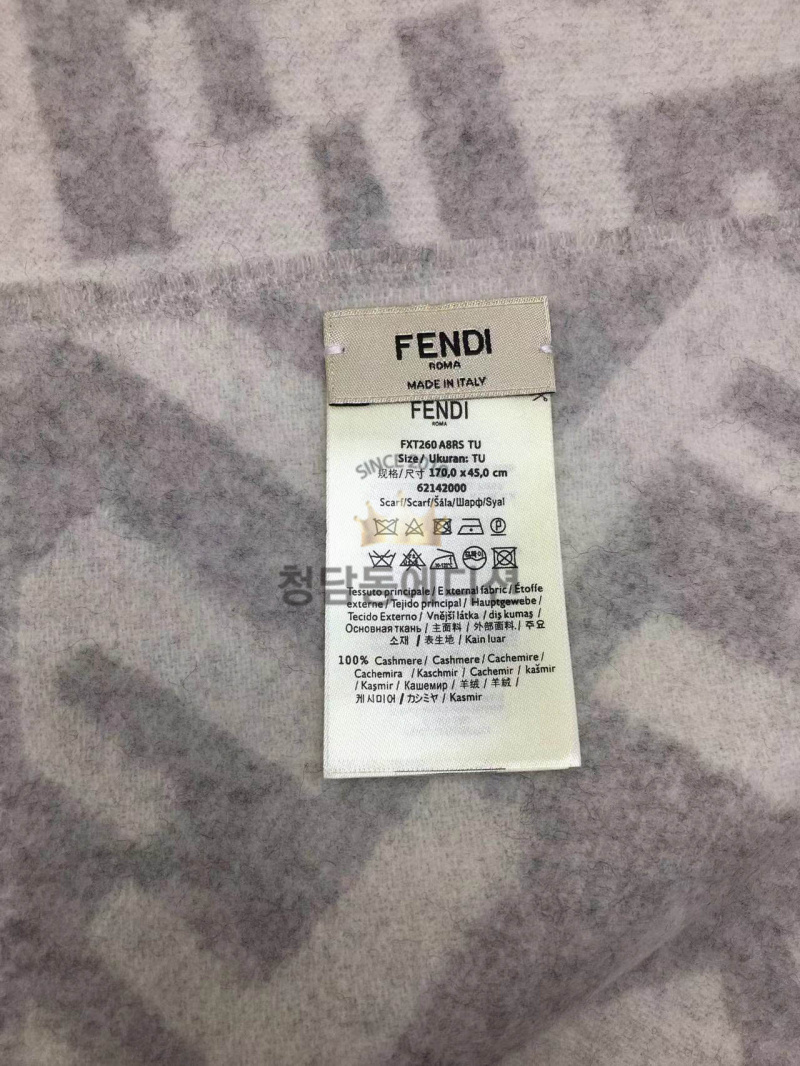 FENDI
ROMA
MADE IN ITALY
FENDI
ROMA
FXT260 A8RS TU
Size/ Ukuran: TU
SINCE 2010
规格/尺寸 170,0 x 45,0 cm
62142000
Scarf/Scarf/Šála/Шарф/Syal
청담동에디션
Tessuto principale / External fabric / Étoffe
externe / Tejido principal / Hauptgewebe /
Tecido Externo / Vnější látka / dış kumaş /
Основная ткань / 主面料 / 外部面料. / 주요
소재 / 表生地 / Kain luar
100% Cashmere / Cashmere / Cachemire /
Cachemira / Kaschmir / Cachemir / kašmir
/ Kaşmir / Кашемир / 羊绒 / 羊絨 /
케시미어 / カシミヤ / Kasmir